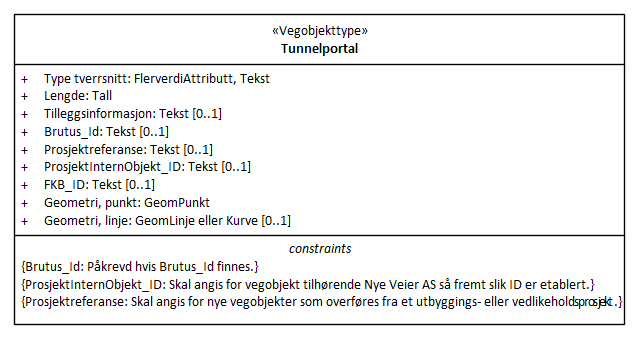 «Vegobjekttype»
Tunnelportal
+ Type tverrsnitt: FlerverdiAttributt, Tekst
+ Lengde: Tall
+ Tilleggsinformasjon: Tekst [0..1]
+ Brutus_Id: Tekst [0..1]
+ Prosjektreferanse: Tekst [0..1]
+ ProsjektInternObjekt_ID: Tekst [0..1]
+ FKB_ID: Tekst [0..1]
+ Geometri, punkt: GeomPunkt
+ Geometri, linje: GeomLinje eller Kurve [0..1]
constraints
{Brutus_Id: Påkrevd hvis Brutus_Id finnes.}
{ProsjektInternObjekt_ID: Skal angis for vegobjekt tilhørende Nye Veier AS så fremt slik ID er etablert.}
{Prosjektreferanse: Skal angis for nye vegobjekter som overføres fra et utbyggings- eller vedlikeholdsprosjekt.}